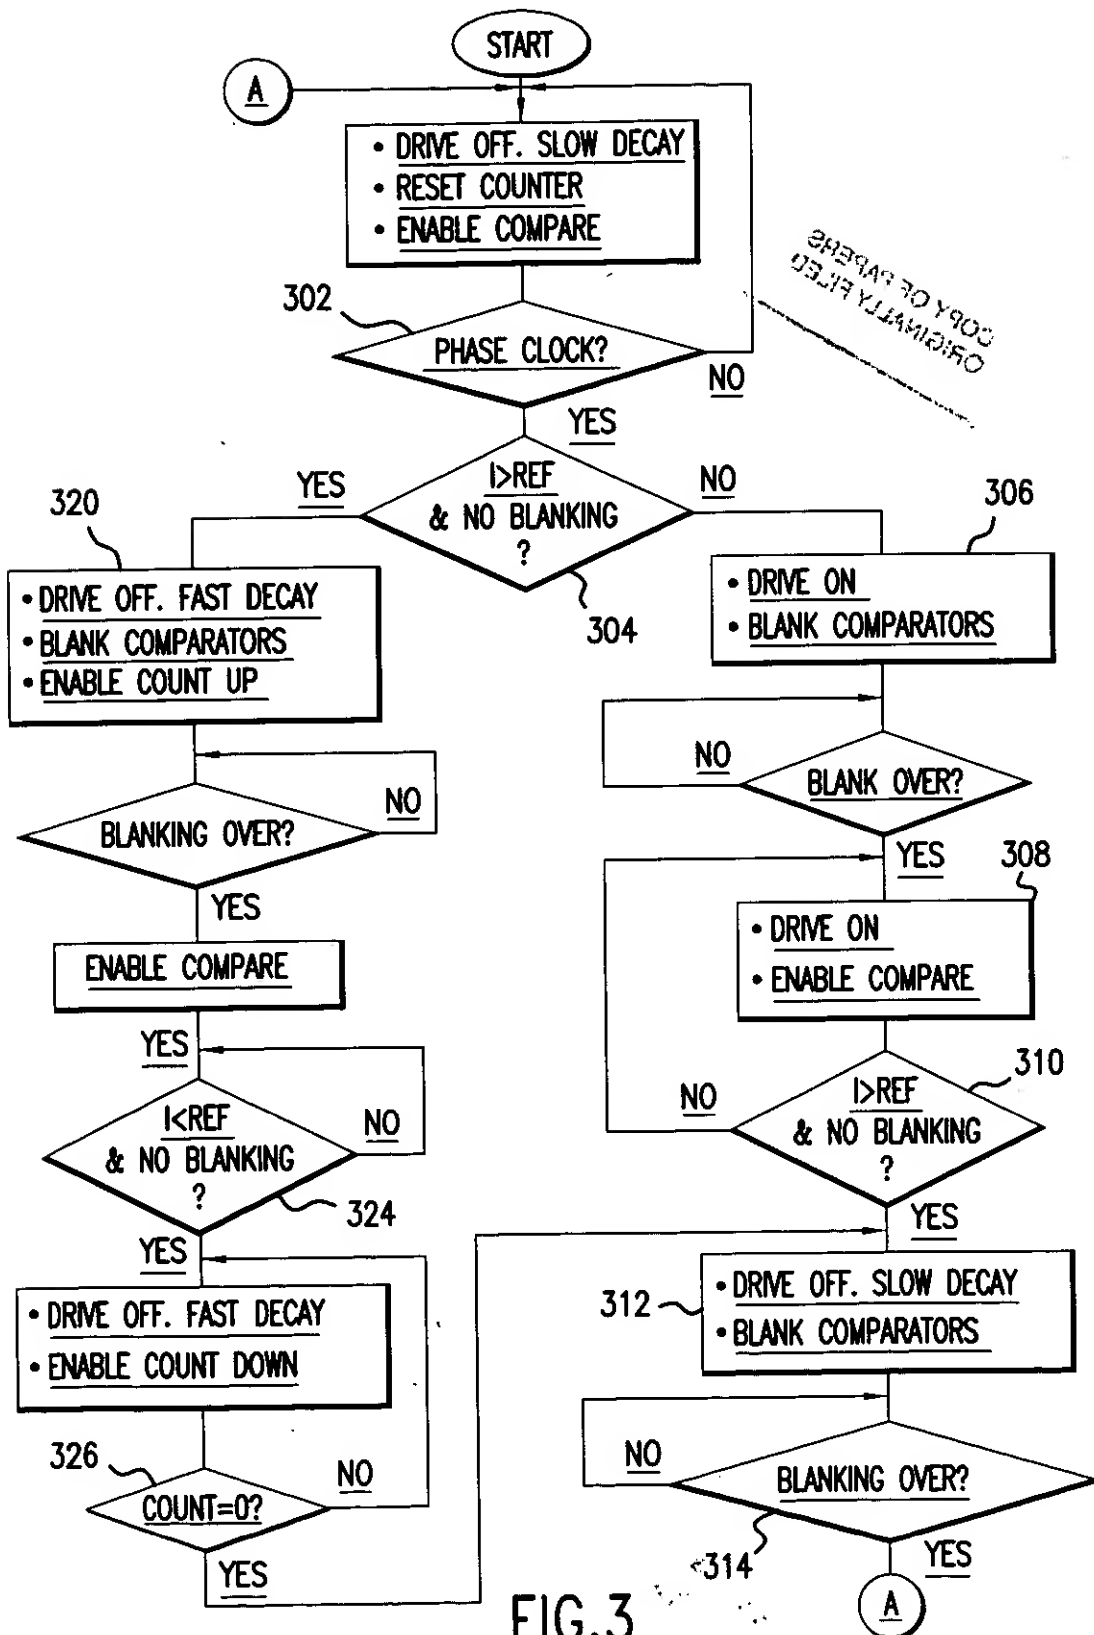 START
A
• DRIVE OFF. SLOW DECAY
• RESET COUNTER
• ENABLE COMPARE
COPY OF PAPERS
ORIGINALLY FILED
302
PHASE CLOCK?
NO
YES
I>REF
& NO BLANKING
?
YES
NO
304
320
• DRIVE OFF. FAST DECAY
• BLANK COMPARATORS
• ENABLE COUNT UP
306
• DRIVE ON
• BLANK COMPARATORS
BLANKING OVER?
NO
YES
NO
BLANK OVER?
YES
308
ENABLE COMPARE
• DRIVE ON
• ENABLE COMPARE
YES
I<REF
& NO BLANKING
?
NO
324
YES
310
NO
I>REF
& NO BLANKING
?
YES
• DRIVE OFF. FAST DECAY
• ENABLE COUNT DOWN
312
• DRIVE OFF. SLOW DECAY
• BLANK COMPARATORS
326
COUNT=0?
NO
YES
NO
BLANKING OVER?
314
YES
A
FIG.3